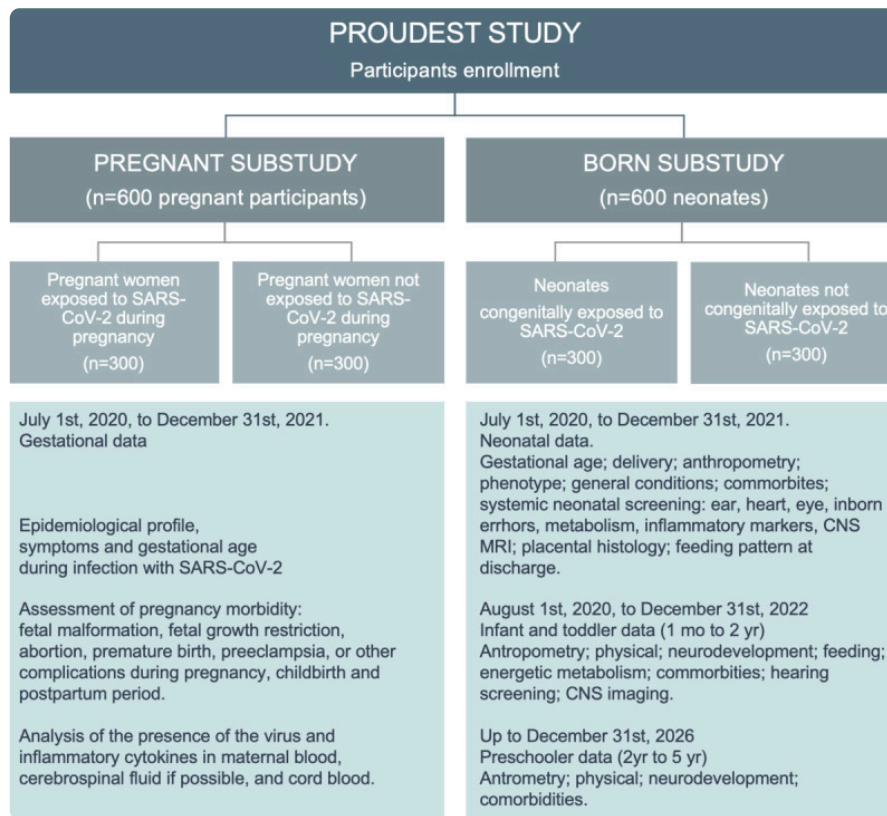 PROUDEST STUDY
Participants enrollment
PREGNANT SUBSTUDY
(n=600 pregnant participants)
BORN SUBSTUDY
(n=600 neonates)
Pregnant women
exposed to SARS-
CoV-2 during
pregnancy
(n=300)
Pregnant women not
exposed to SARS-
CoV-2 during
pregnancy
(n=300)
Neonates
congenitally exposed to
SARS-CoV-2
(n=300)
Neonates not
congenitally exposed to
SARS-CoV-2
(n=300)
July 1st, 2020, to December 31st, 2021.
Gestational data
Epidemiological profile,
symptoms and gestational age
during infection with SARS-CoV-2
Assessment of pregnancy morbidity:
fetal malformation, fetal growth restriction,
abortion, premature birth, preeclampsia, or other
complications during pregnancy, childbirth and
postpartum period.
Analysis of the presence of the virus and
inflammatory cytokines in maternal blood,
cerebrospinal fluid if possible, and cord blood.
July 1st, 2020, to December 31st, 2021.
Neonatal data.
Gestational age; delivery; anthropometry;
phenotype; general conditions; commorbites;
systemic neonatal screening: ear, heart, eye, inborn
errhors, metabolism, inflammatory markers, CNS
MRI; placental histology; feeding pattern at
discharge.
August 1st, 2020, to December 31st, 2022
Infant and toddler data (1 mo to 2 yr)
Antropometry; physical; neurodevelopment; feeding;
energetic metabolism; commorbities; hearing
screening; CNS imaging.
Up to December 31st, 2026
Preschooler data (2yr to 5 yr)
Antrometry; physical; neurodevelopment;
comorbidities.